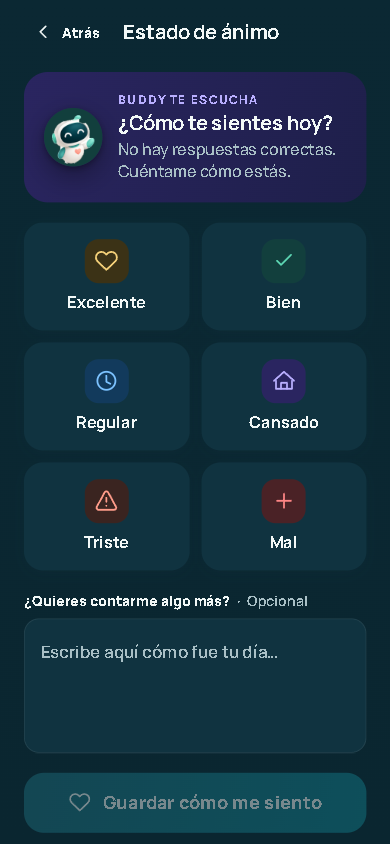 Atrás Estado de ánimo
BUDDY TE ESCUCHA
¿Cómo te sientes hoy?
No hay respuestas correctas.
Cuéntame cómo estás.
Excelente
Bien
Regular
Cansado
Triste
Mal
¿Quieres contarme algo más? · Opcional
Escribe aquí cómo fue tu día...
Guardar cómo me siento